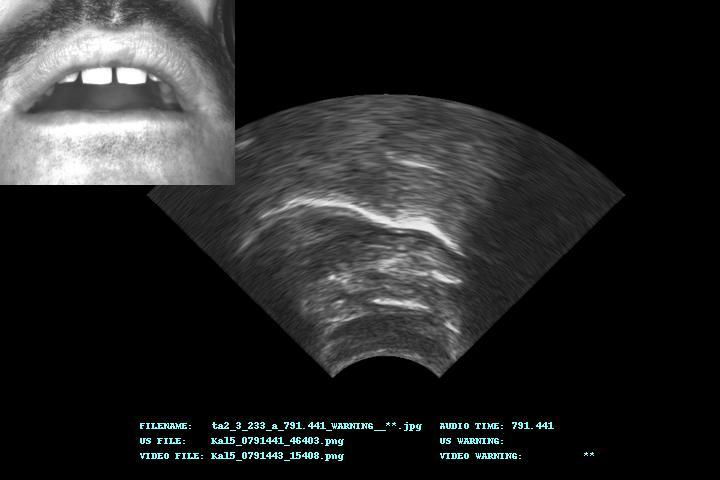 FILENAME: ta2_3_233_a_791.441_WARNING__**.jpg AUDIO TIME: 791.441
US FILE: Kal5_0791441_46403.png US WARNING:
VIDEO FILE: Kal5_0791443_15408.png VIDEO WARNING: **